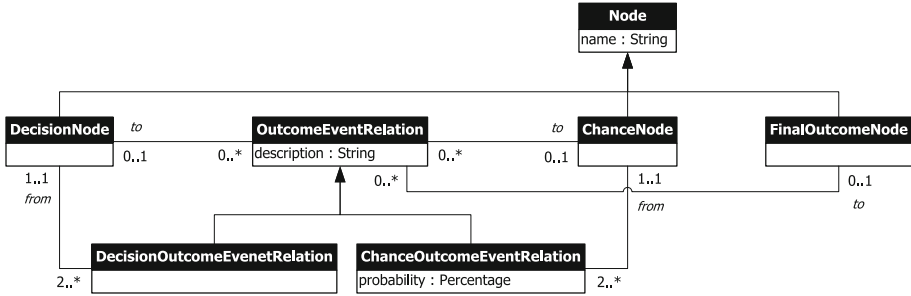 Node
name : String
DecisionNode
to
OutcomeEventRelation
to
ChanceNode
FinalOutcomeNode
0..1
0..*
description : String
0..*
0..1
1..1
0..*
1..1
0..1
from
from
to
DecisionOutcomeEvenetRelation
ChanceOutcomeEventRelation
2..*
probability : Percentage
2..*